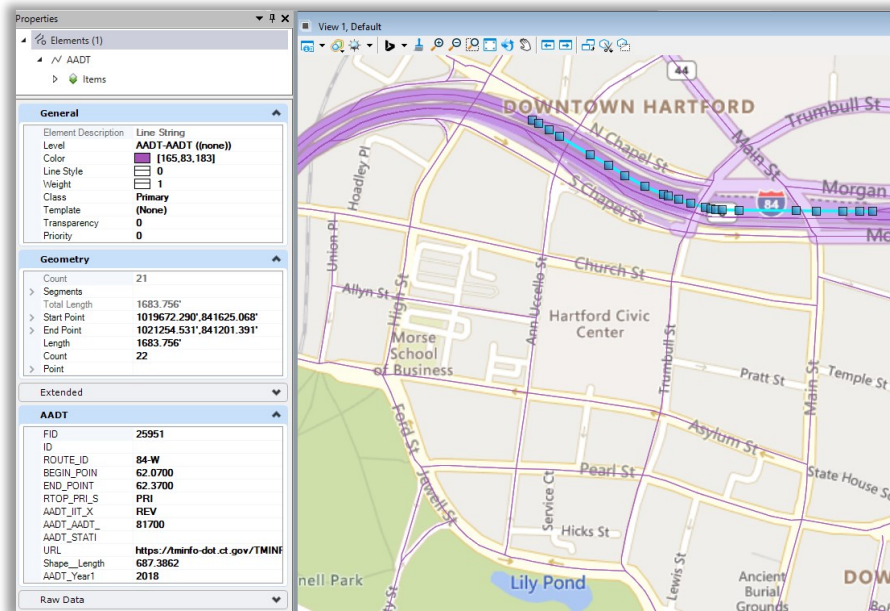 Properties
Elements (1)
AADT
Items
General
Element Description Line String
Level AADT-AADT ((none))
Color [165,83,183]
Line Style 0
Weight 1
Class Primary
Template (None)
Transparency 0
Priority 0
Geometry
Count 21
Segments
Total Length 1683.756'
Start Point 1019672.290',841625.068'
End Point 1021254.531',841201.391'
Length 1683.756'
Count 22
Point
Extended
AADT
FID 25951
ID
ROUTE_ID 84-W
BEGIN_POIN 62.0700
END_POINT 62.3700
RTOP_PRI_S PRI
AADT_IIT_X REV
AADT_AADT_ 81700
AADT_STATI
URL https://tminfo-dot.ct.gov/TMINF
Shape__Length 687.3862
AADT_Year1 2018
Raw Data
View 1, Default
44
DOWNTOWN HARTFORD
Trumbull St
N Chapel St
Main St
Hoadley Pl
S Chapel St
84
Morgan
Mo
Union Pl
Church St
Allyn St
High St
Ann Uccello St
Hartford Civic
Center
Morse
School
of Business
Trumbull St
Pratt St
Temple St
Main St
Ford St
Asylum St
Pearl St
State House S
Jewell St
Service Ct
Hicks St
Lewis St
nell Park
Lily Pond
Ancient
Burial
Grounds
DOW